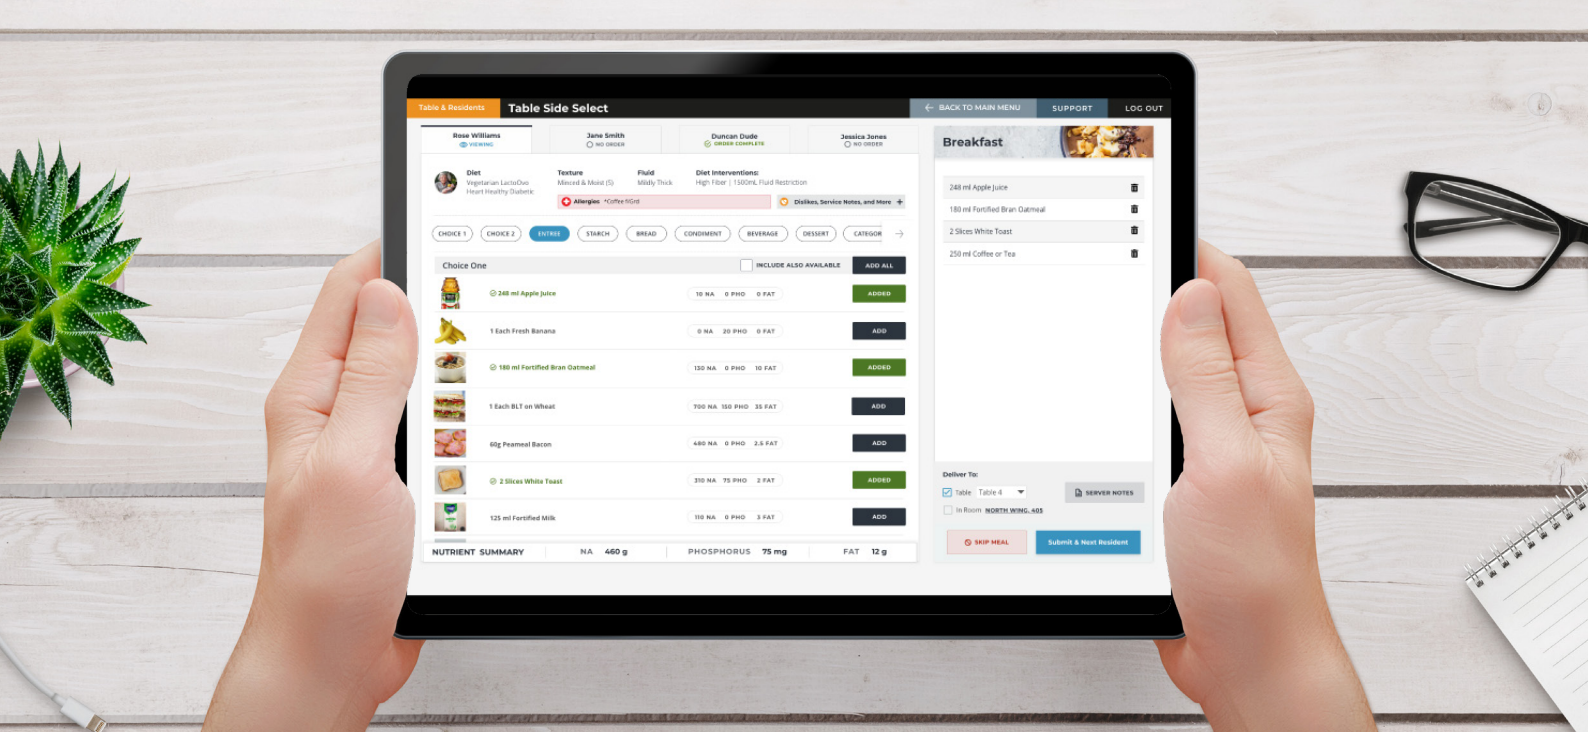 Table & Residents
Table Side Select
BACK TO MAIN MENU
SUPPORT
LOG OUT
Rose Williams
VIEWING
Jane Smith
NO ORDER
Duncan Dude
ORDER COMPLETE
Jessica Jones
NO ORDER
Diet
Vegetarian LactoOvo
Heart Healthy Diabetic
Texture
Minced & Moist (5)
Fluid
Mildly Thick
Diet Interventions:
High Fiber | 1500mL Fluid Restriction
Allergies *Coffee
Dislikes, Service Notes, and More +
CHOICE 1
CHOICE 2
ENTREE
STARCH
BREAD
CONDIMENT
BEVERAGE
DESSERT
CATEGOR
Choice One
INCLUDE ALSO AVAILABLE
ADD ALL
248 ml Apple Juice
10 NA 0 PHO 0 FAT
ADDED
1 Each Fresh Banana
0 NA 20 PHO 0 FAT
ADD
180 ml Fortified Bran Oatmeal
150 NA 0 PHO 10 FAT
ADDED
1 Each BLT on Wheat
700 NA 150 PHO 35 FAT
ADD
60g Peameal Bacon
480 NA 0 PHO 2.5 FAT
ADD
2 Slices White Toast
310 NA 75 PHO 2 FAT
ADDED
125 ml Fortified Milk
110 NA 0 PHO 3 FAT
ADD
NUTRIENT SUMMARY
NA 460 g
PHOSPHORUS 75 mg
FAT 12 g
Breakfast
248 ml Apple Juice
180 ml Fortified Bran Oatmeal
2 Slices White Toast
250 ml Coffee or Tea
Deliver To:
Table Table 4
SERVER NOTES
In Room NORTH WING, 405
SKIP MEAL
Submit & Next Resident